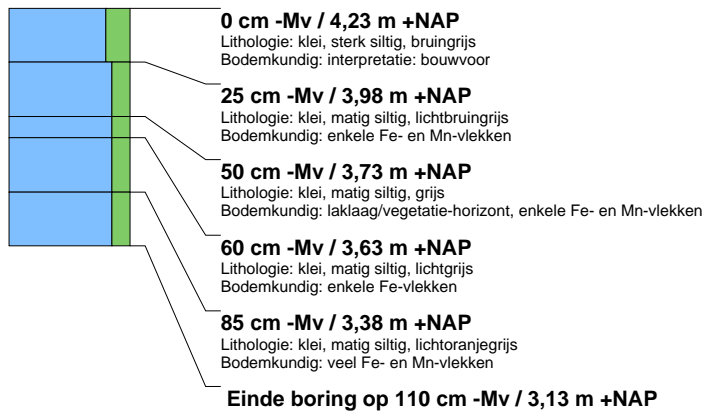 0 cm -Mv / 4,23 m +NAP
Lithologie: klei, sterk siltig, bruingrijs
Bodemkundig: interpretatie: bouwvoor
25 cm -Mv / 3,98 m +NAP
Lithologie: klei, matig siltig, lichtbruingrijs
Bodemkundig: enkele Fe- en Mn-vlekken
50 cm -Mv / 3,73 m +NAP
Lithologie: klei, matig siltig, grijs
Bodemkundig: laklaag/vegetatie-horizont, enkele Fe- en Mn-vlekken
60 cm -Mv / 3,63 m +NAP
Lithologie: klei, matig siltig, lichtgrijs
Bodemkundig: enkele Fe-vlekken
85 cm -Mv / 3,38 m +NAP
Lithologie: klei, matig siltig, lichtoranjegrijs
Bodemkundig: veel Fe- en Mn-vlekken
Einde boring op 110 cm -Mv / 3,13 m +NAP